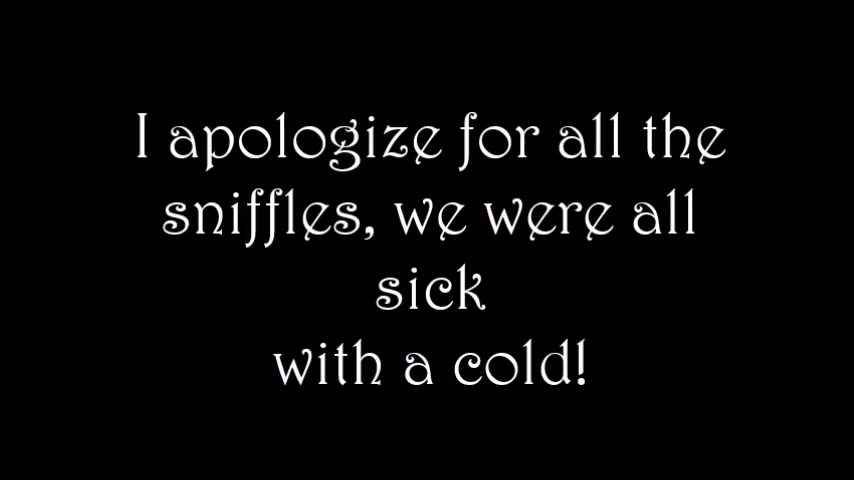 I apologize for all the
sniffles, we were all
sick
with a cold!